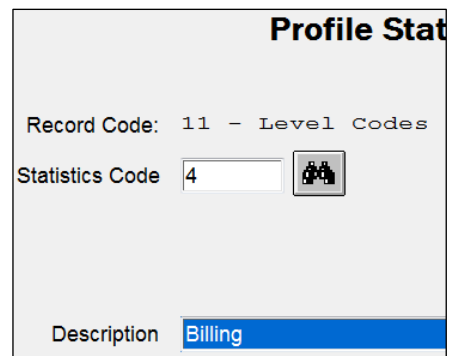 Profile Stat
Record Code: 11 - Level Codes
Statistics Code 4
Description Billing